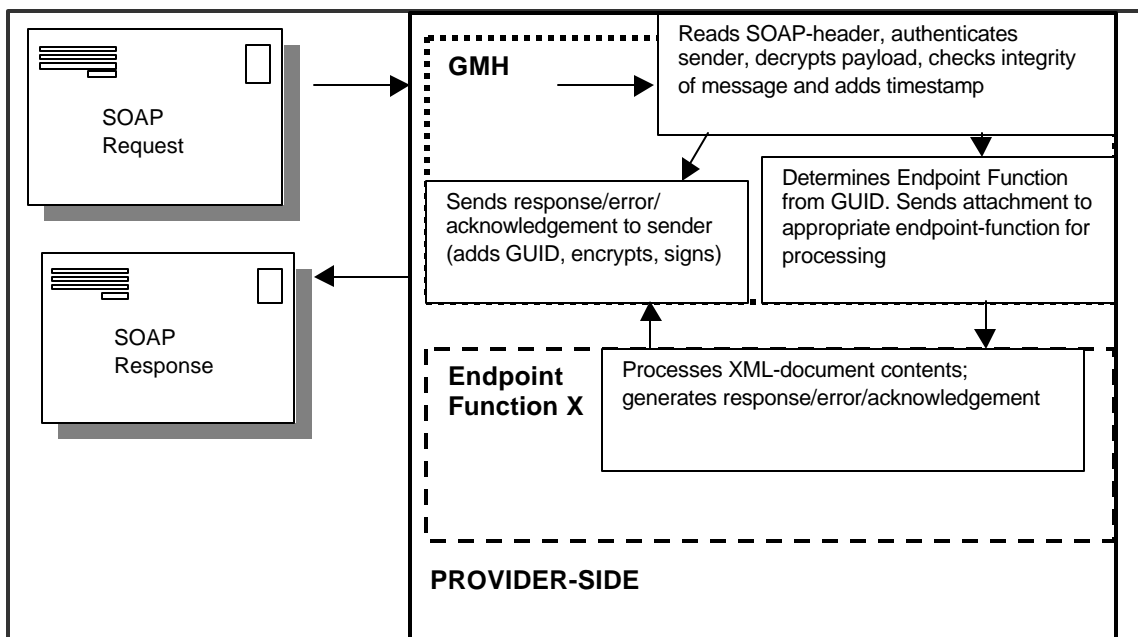 SOAP
Request
GMH
Reads SOAP-header, authenticates
sender, decrypts payload, checks integrity
of message and adds timestamp
Sends response/error/
acknowledgement to sender
(adds GUID, encrypts, signs)
Determines Endpoint Function
from GUID. Sends attachment to
appropriate endpoint-function for
processing
SOAP
Response
Endpoint
Function X
Processes XML-document contents;
generates response/error/acknowledgement
PROVIDER-SIDE